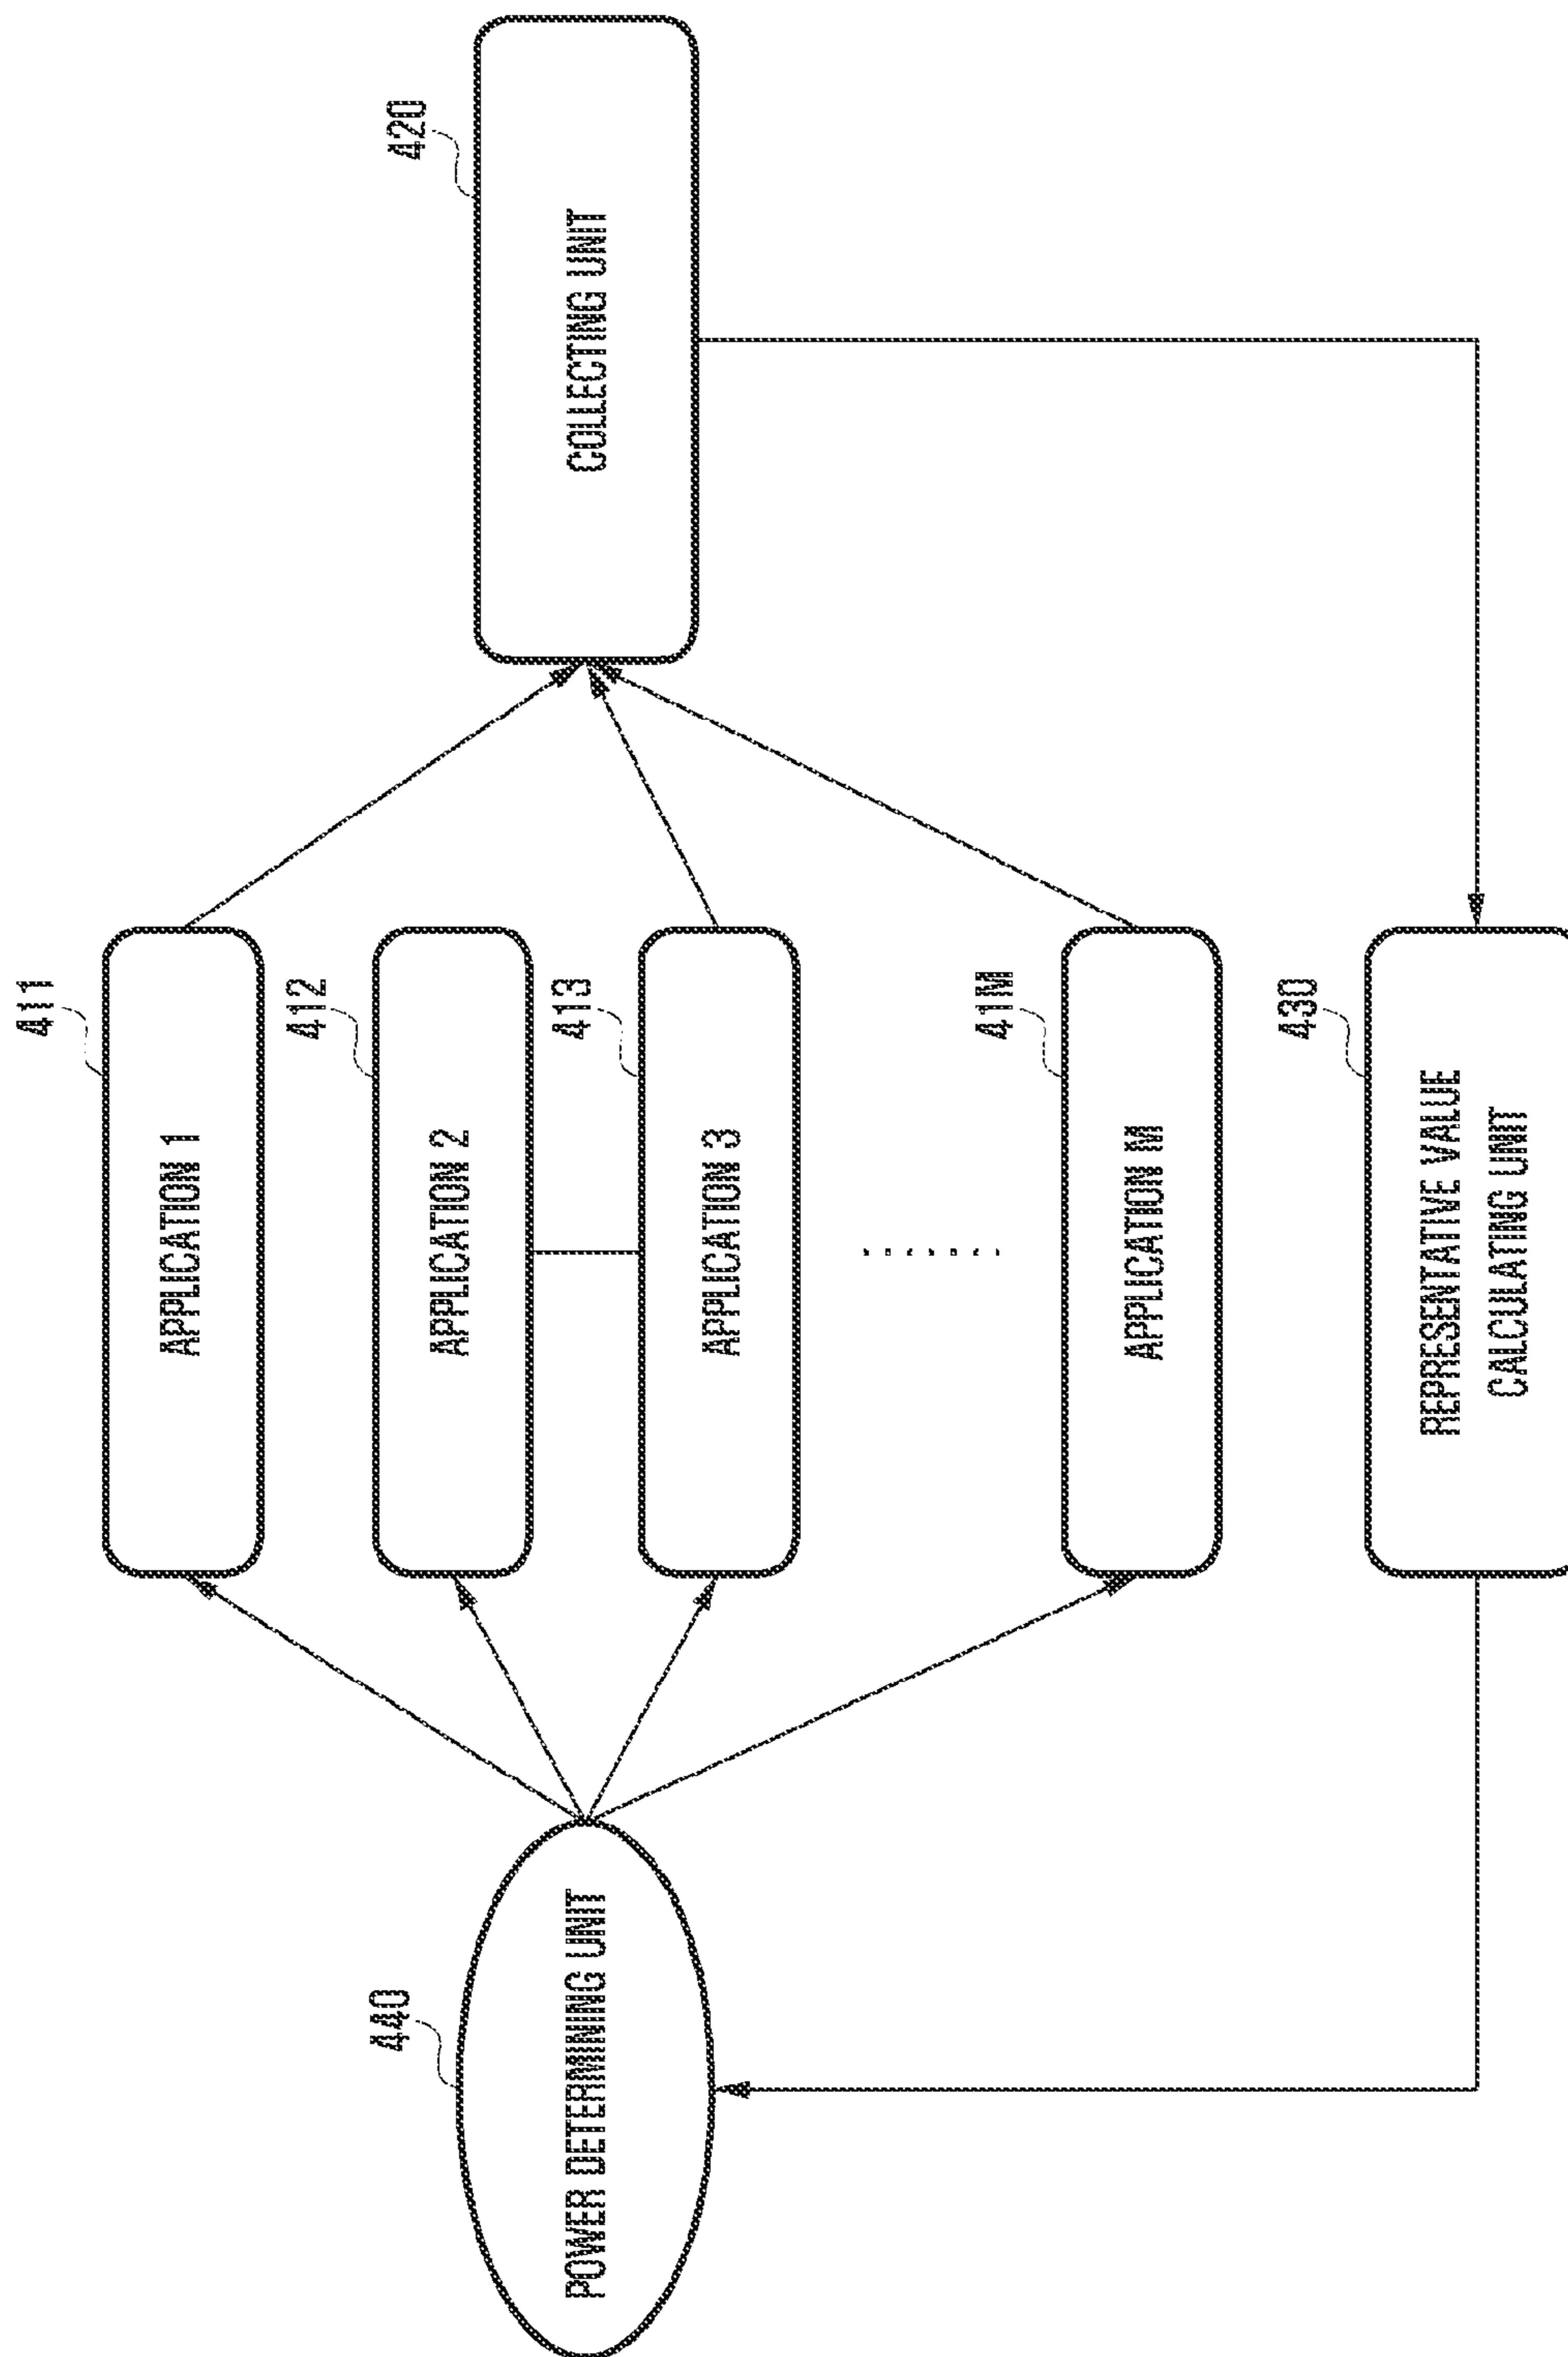 411
APPLICATION 1
412
APPLICATION 2
420
COLLECTING UNIT
440
POWER DETERMINING UNIT
413
APPLICATION 3
......
41M
APPLICATION M
430
REPRESENTATIVE VALUE
CALCULATING UNIT